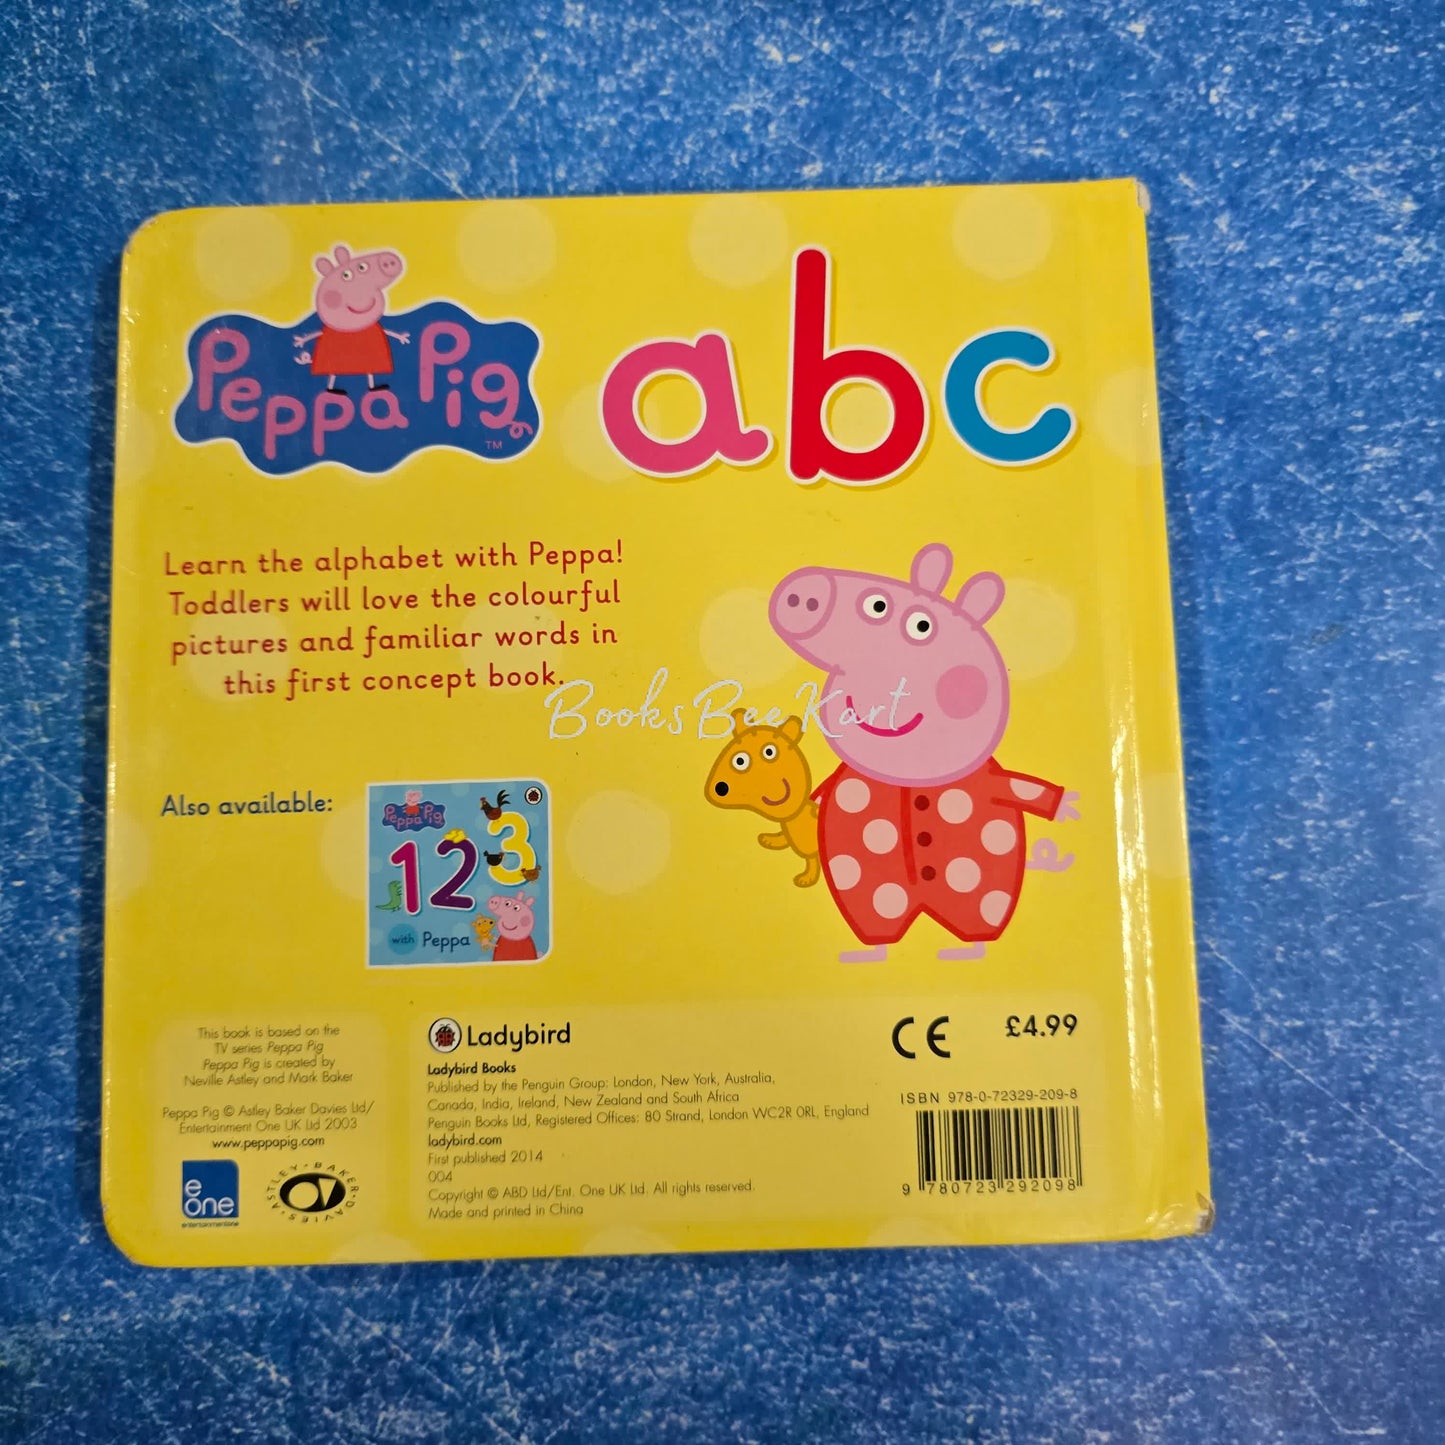 Peppa Pig
TM
abc
Learn the alphabet with Peppa!
Toddlers will love the colourful
pictures and familiar words in
this first concept book.
BooksBeeKart
Also available:
Peppa Pig
123
with Peppa
This book is based on the
TV series Peppa Pig
Peppa Pig is created by
Neville Astley and Mark Baker
Peppa Pig © Astley Baker Davies Ltd/
Entertainment One UK Ltd 2003
www.peppapig.com
e
one
entertainmentone
ASTLEY · BAKER · DAVIES ·
Ladybird
Ladybird Books
Published by the Penguin Group: London, New York, Australia,
Canada, India, Ireland, New Zealand and South Africa
Penguin Books Ltd, Registered Offices: 80 Strand, London WC2R 0RL, England
ladybird.com
First published 2014
004
Copyright © ABD Ltd/Ent. One UK Ltd. All rights reserved.
Made and printed in China
CE
£4.99
ISBN 978-0-72329-209-8
9 780723 292098